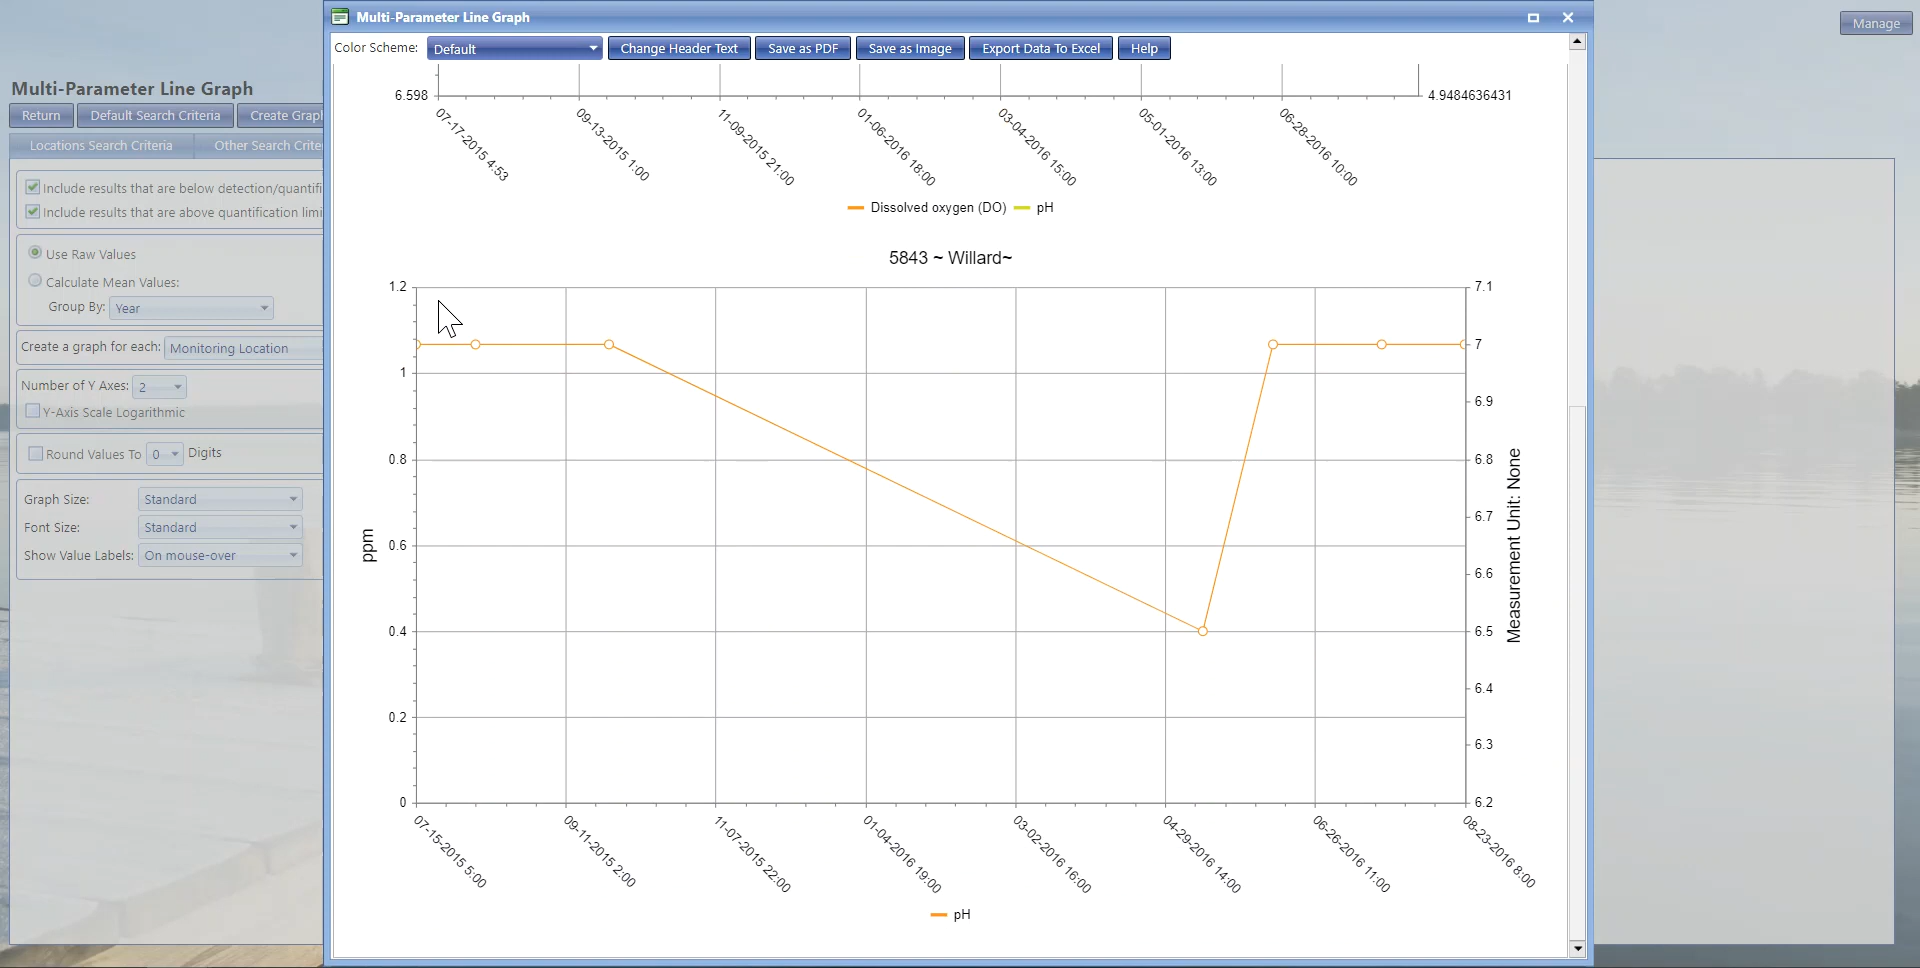 Multi-Parameter Line Graph
Manage
Color Scheme: Default Change Header Text Save as PDF Save as Image Export Data To Excel Help
Multi-Parameter Line Graph
Return Default Search Criteria Create Grap
Locations Search Criteria Other Search Crite
Include results that are below detection/quantifi
Include results that are above quantification limi
Use Raw Values
Calculate Mean Values:
Group By: Year
Create a graph for each: Monitoring Location
Number of Y Axes: 2
Y-Axis Scale Logarithmic
Round Values To 0 Digits
Graph Size: Standard
Font Size: Standard
Show Value Labels: On mouse-over
6.598
4.9484636431
07-17-2015 4:53
09-13-2015 1:00
11-09-2015 21:00
01-06-2016 18:00
03-04-2016 15:00
05-01-2016 13:00
06-28-2016 10:00
Dissolved oxygen (DO) pH
5843 ~ Willard~
1.2
1
0.8
0.6
0.4
0.2
0
ppm
7.1
7
6.9
6.8
6.7
6.6
6.5
6.4
6.3
6.2
Measurement Unit: None
07-15-2015 5:00
09-11-2015 2:00
11-07-2015 22:00
01-04-2016 19:00
03-02-2016 16:00
04-29-2016 14:00
06-26-2016 11:00
08-23-2016 8:00
pH